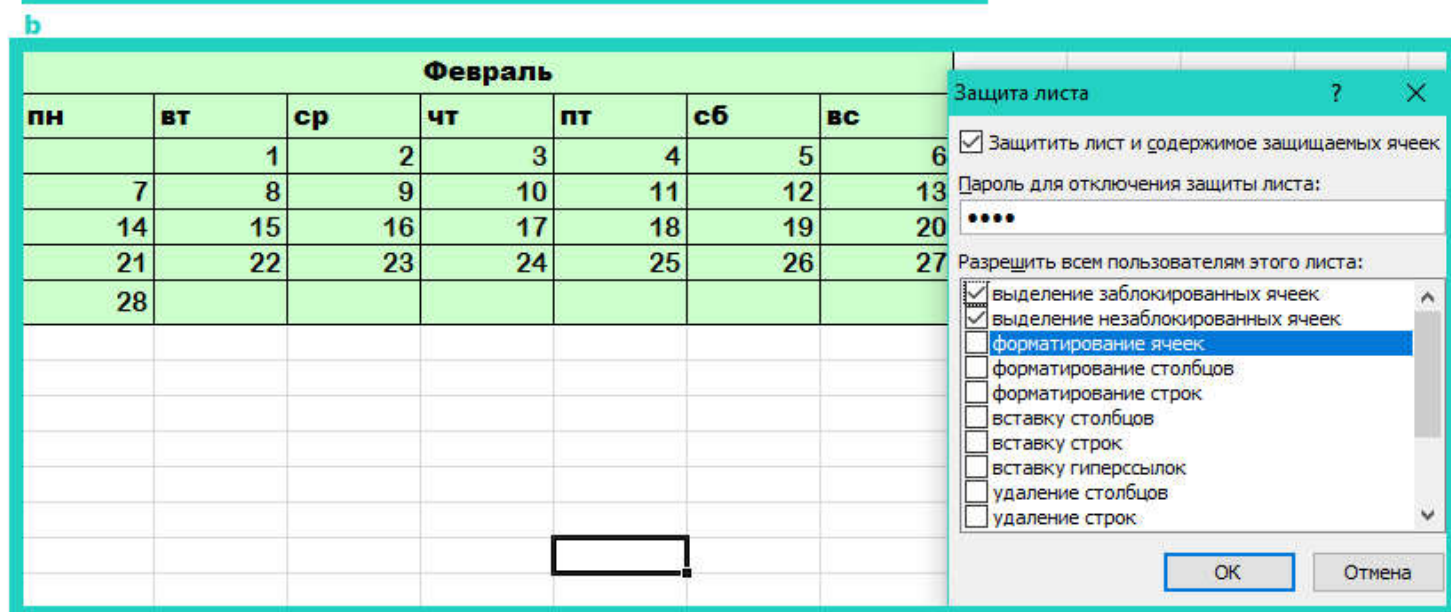 b
Февраль
пн вт ср чт пт сб вс
1 2 3 4 5 6
7 8 9 10 11 12 13
14 15 16 17 18 19 20
21 22 23 24 25 26 27
28
Защита листа ? ×
Защитить лист и содержимое защищаемых ячеек
Пароль для отключения защиты листа:
••••
Разрешить всем пользователям этого листа:
выделение заблокированных ячеек
выделение незаблокированных ячеек
форматирование ячеек
форматирование столбцов
форматирование строк
вставку столбцов
вставку строк
вставку гиперссылок
удаление столбцов
удаление строк
ОК Отмена